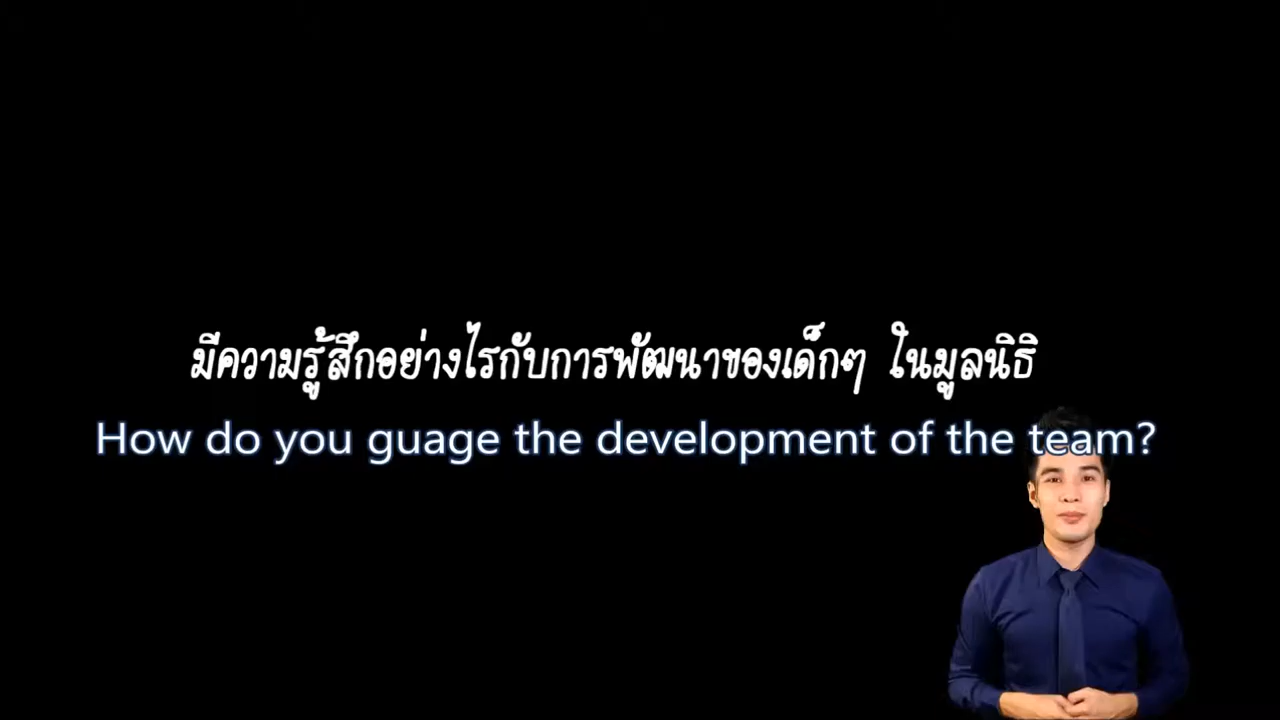 มีความรู้สึกอย่างไรกับการพัฒนาของเด็กๆ ในมูลนิธิ
How do you guage the development of the team?